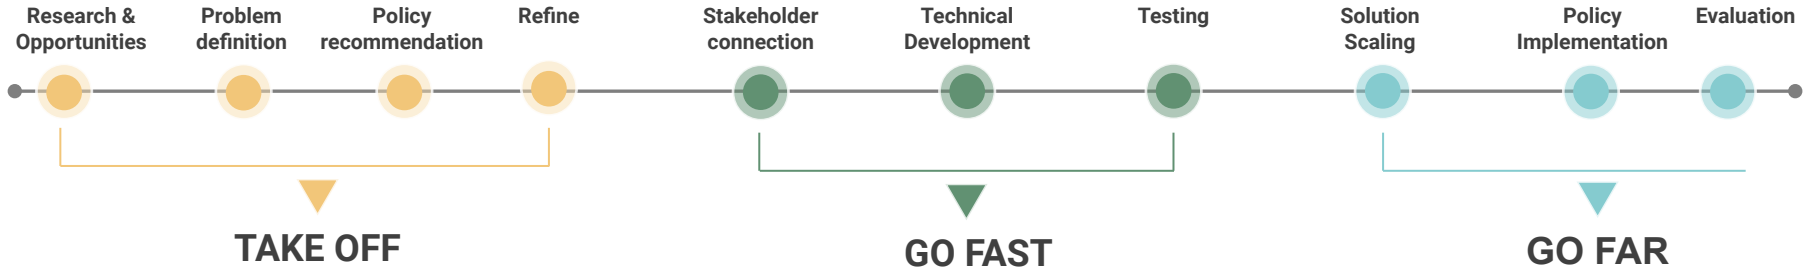 Research &
Opportunities
Problem
definition
Policy
recommendation
Refine
Stakeholder
connection
Technical
Development
Testing
Solution
Scaling
Policy
Implementation
Evaluation
TAKE OFF
GO FAST
GO FAR